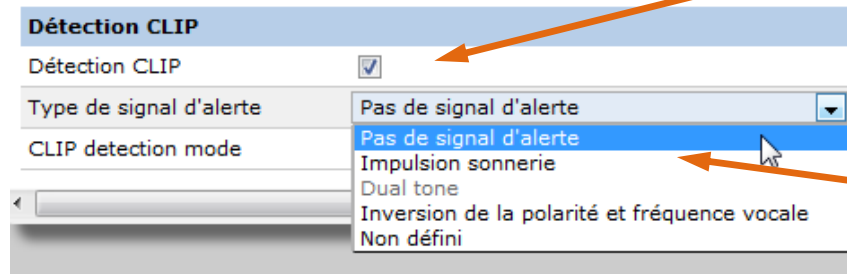 Détection CLIP
Détection CLIP
Type de signal d'alerte Pas de signal d'alerte
CLIP detection mode
Pas de signal d'alerte
Impulsion sonnerie
Dual tone
Inversion de la polarité et fréquence vocale
Non défini